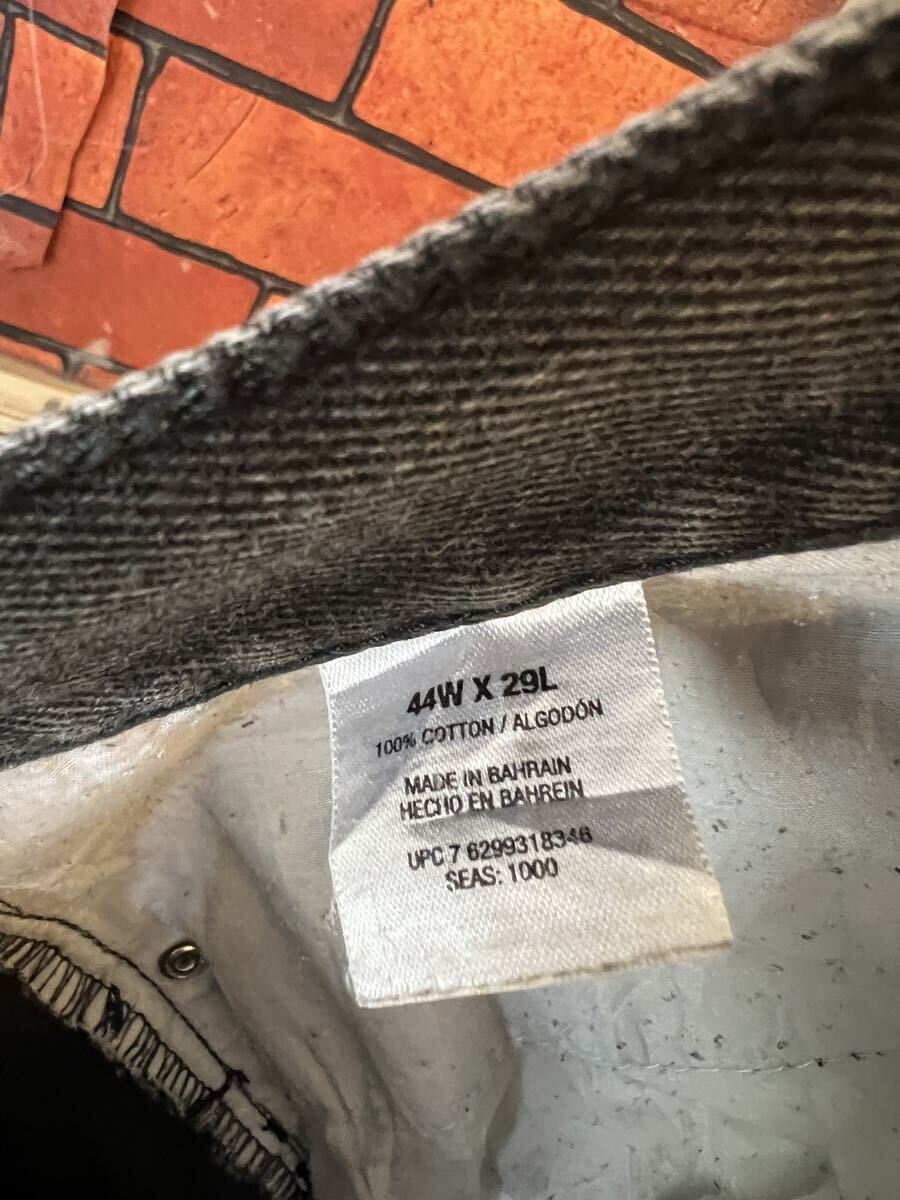 44W X 29L
100% COTTON / ALGODÓN
MADE IN BAHRAIN
HECHO EN BAHREIN
UPC 7 6299318346
SEAS: 1000